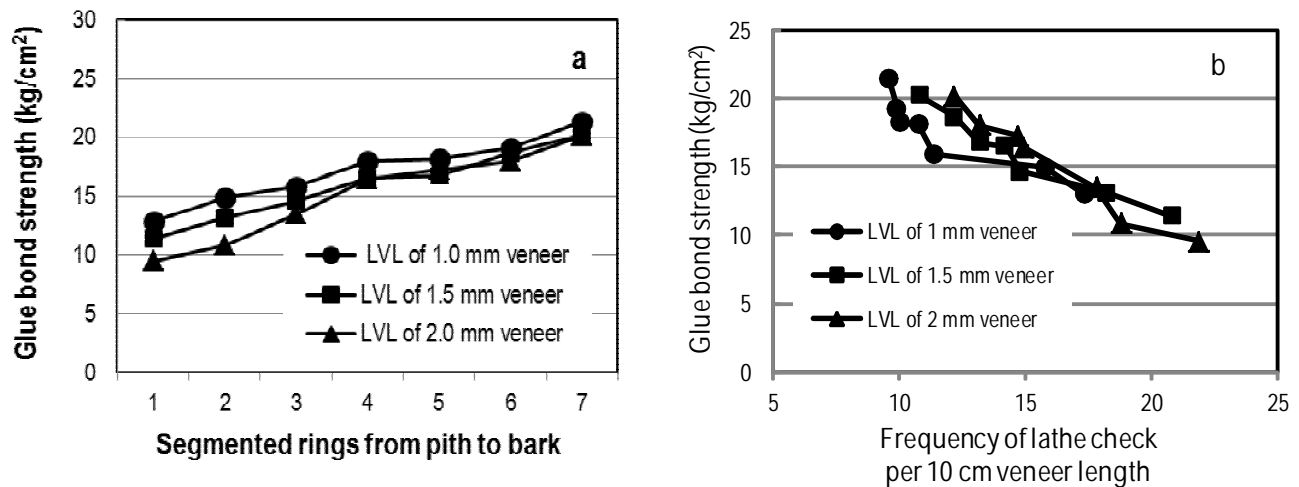 30
25
20
15
10
5
0
Glue bond strength (kg/cm²)
a
LVL of 1.0 mm veneer
LVL of 1.5 mm veneer
LVL of 2.0 mm veneer
1 2 3 4 5 6 7
Segmented rings from pith to bark
25
20
15
10
5
0
Glue bond strength (kg/cm²)
b
LVL of 1 mm veneer
LVL of 1.5 mm veneer
LVL of 2 mm veneer
5 10 15 20 25
Frequency of lathe check
per 10 cm veneer length